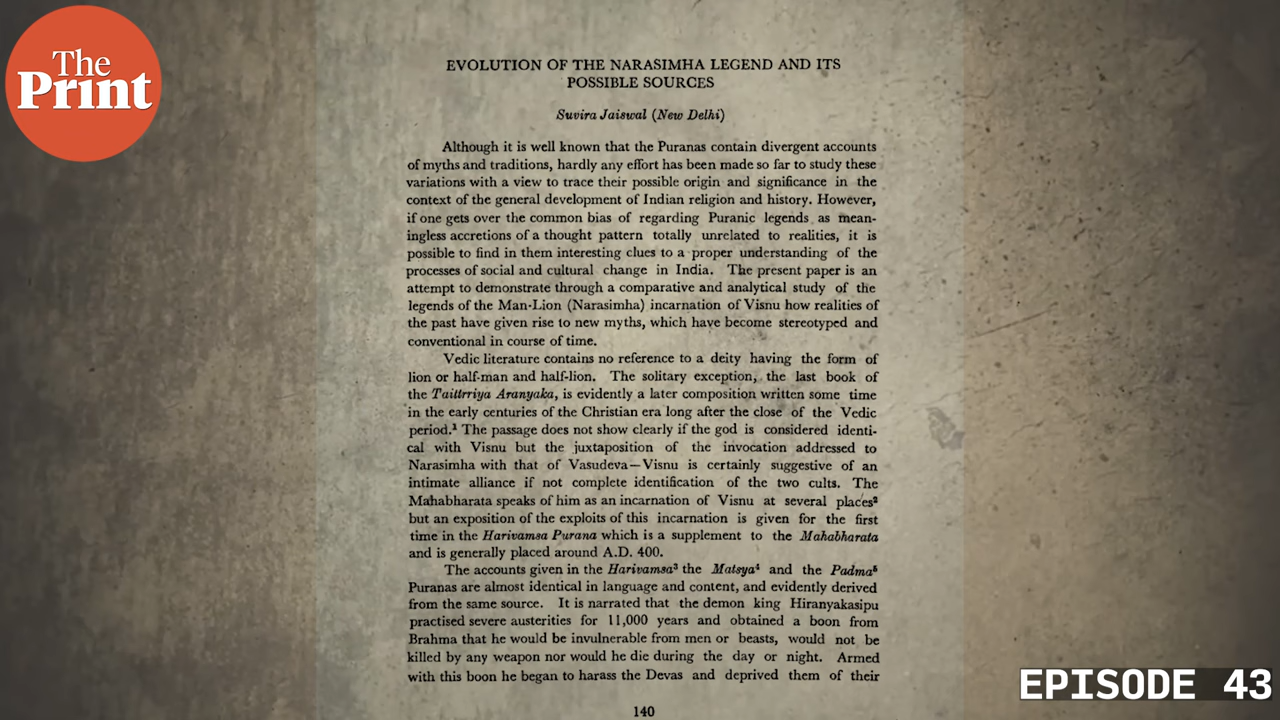 The
Print
EVOLUTION OF THE NARASIMHA LEGEND AND ITS
POSSIBLE SOURCES
Suvira Jaiswal (New Delhi)
Although it is well known that the Puranas contain divergent accounts
of myths and traditions, hardly any effort has been made so far to study these
variations with a view to trace their possible origin and significance in the
context of the general development of Indian religion and history. However,
if one gets over the common bias of regarding Puranic legends as mean-
ingless accretions of a thought pattern totally unrelated to realities, it is
possible to find in them interesting clues to a proper understanding of the
processes of social and cultural change in India. The present paper is an
attempt to demonstrate through a comparative and analytical study of the
legends of the Man-Lion (Narasimha) incarnation of Visnu how realities of
the past have given rise to new myths, which have become stereotyped and
conventional in course of time.
Vedic literature contains no reference to a deity having the form of
lion or half-man and half-lion. The solitary exception, the last book of
the Taittrriya Aranyaka, is evidently a later composition written some time
in the early centuries of the Christian era long after the close of the Vedic
period.¹ The passage does not show clearly if the god is considered identi-
cal with Visnu but the juxtaposition of the invocation addressed to
Narasimha with that of Vasudeva—Visnu is certainly suggestive of an
intimate alliance if not complete identification of the two cults. The
Mahabharata speaks of him as an incarnation of Visnu at several places²
but an exposition of the exploits of this incarnation is given for the first
time in the Harivamsa Purana which is a supplement to the Mahabharata
and is generally placed around A.D. 400.
The accounts given in the Harivamsa³ the Matsya⁴ and the Padma⁵
Puranas are almost identical in language and content, and evidently derived
from the same source. It is narrated that the demon king Hiranyakasipu
practised severe austerities for 11,000 years and obtained a boon from
Brahma that he would be invulnerable from men or beasts, would not be
killed by any weapon nor would he die during the day or night. Armed
with this boon he began to harass the Devas and deprived them of their
140
EPISODE 43